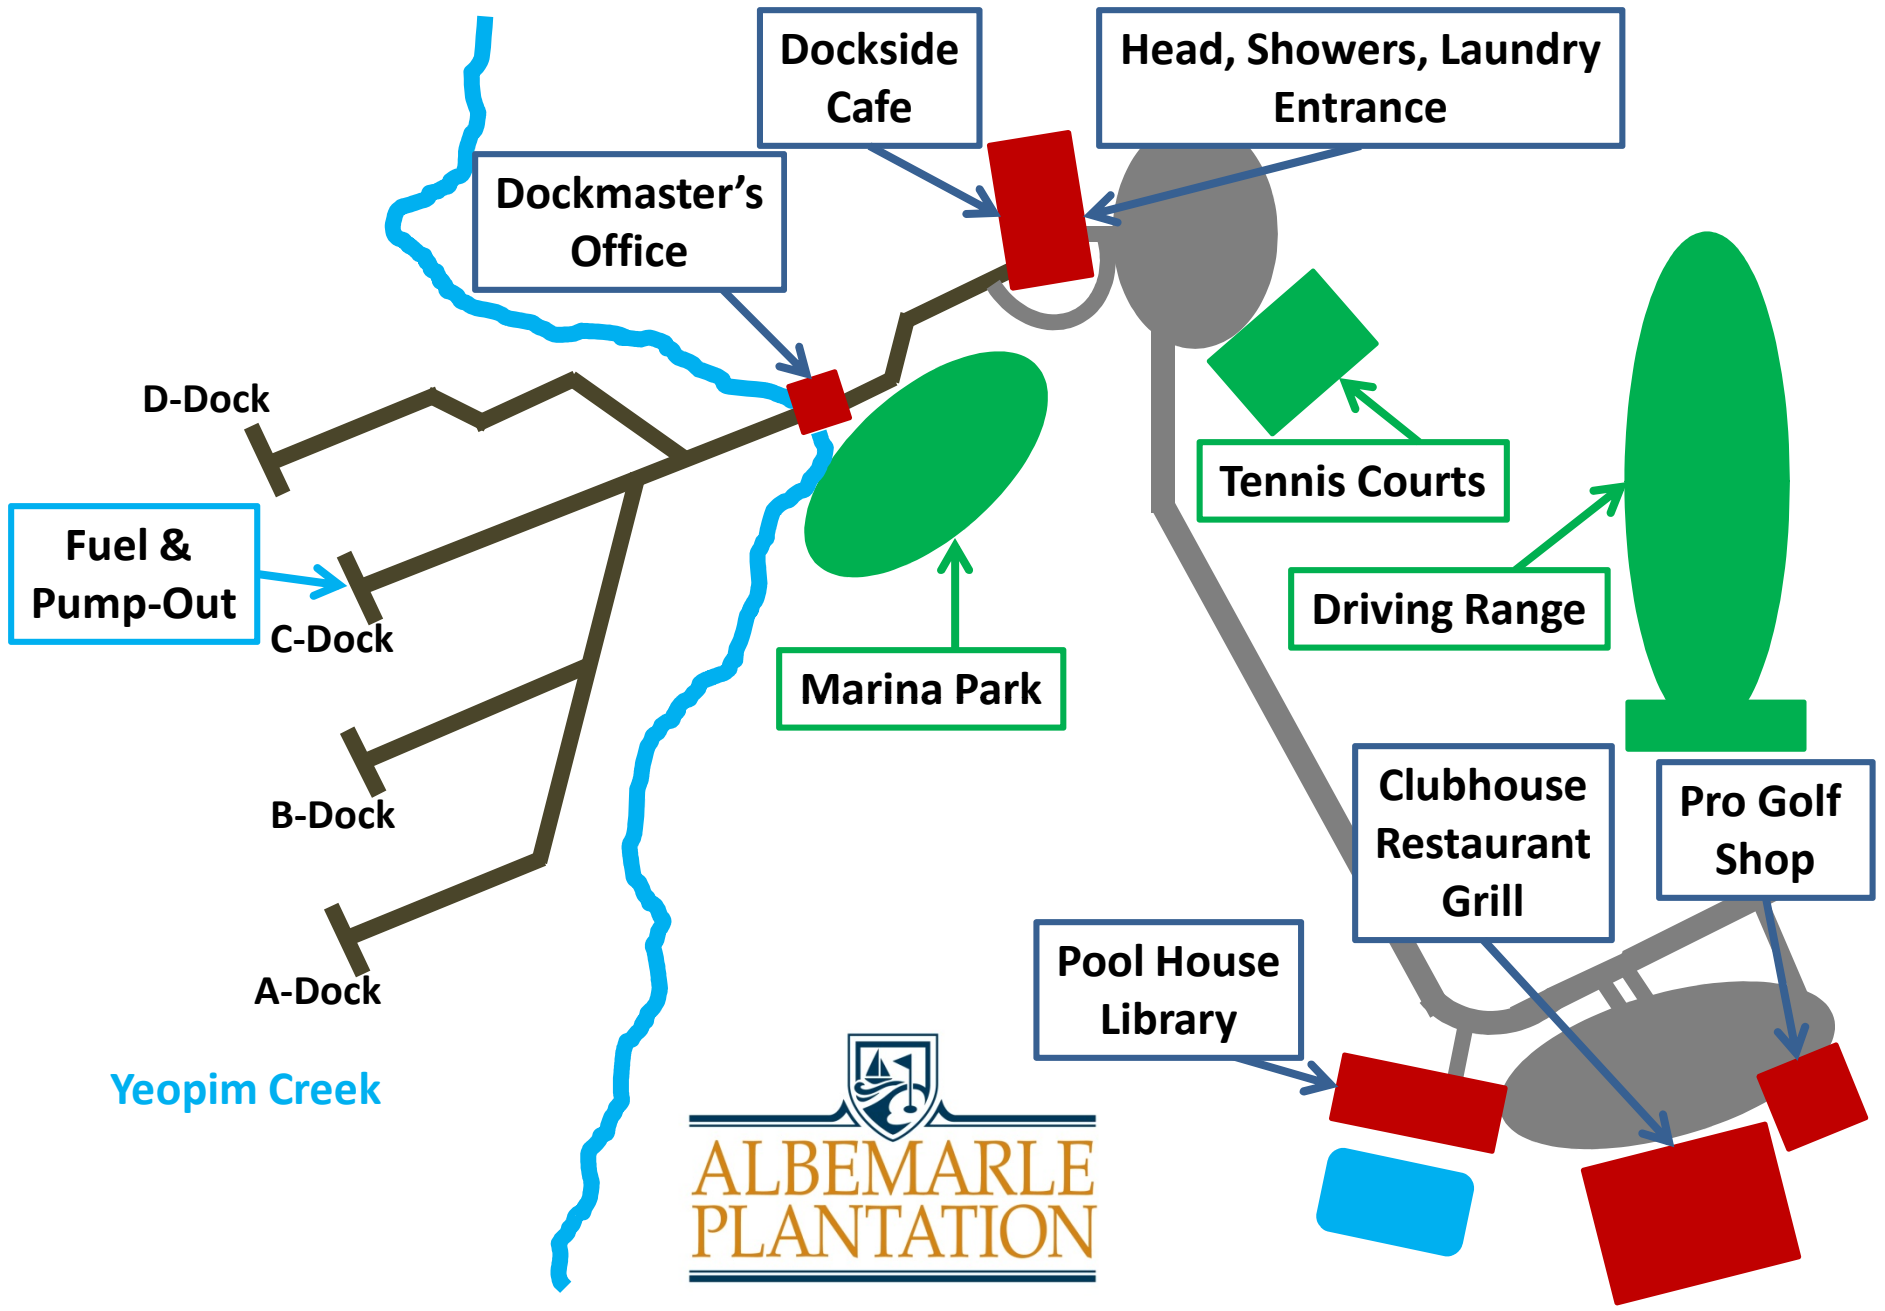 Dockside
Cafe
Head, Showers, Laundry
Entrance
Dockmaster’s
Office
D-Dock
Tennis Courts
Fuel &
Pump-Out
Driving Range
C-Dock
Marina Park
Clubhouse
Restaurant
Grill
Pro Golf
Shop
B-Dock
Pool House
Library
A-Dock
Yeopim Creek
ALBEMARLE
PLANTATION